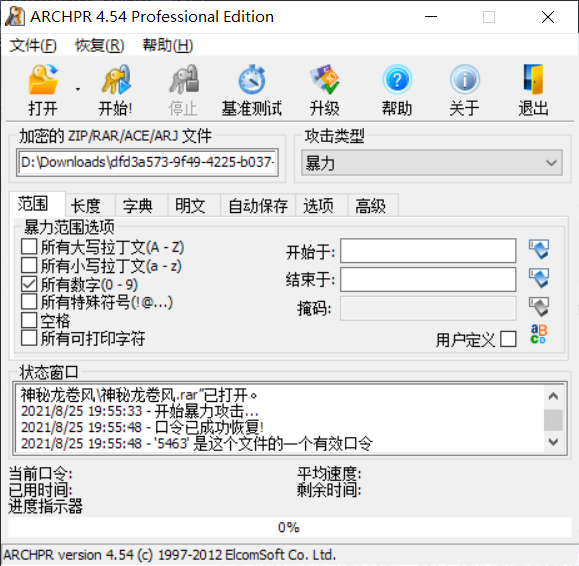 ARCHPR 4.54 Professional Edition
文件(F) 恢复(R) 帮助(H)
打开 开始! 停止 基准测试 升级 帮助 关于 退出
加密的 ZIP/RAR/ACE/ARJ 文件 攻击类型
D:\Downloads\dfd3a573-9f49-4225-b037- 暴力
范围 长度 字典 明文 自动保存 选项 高级
暴力范围选项
所有大写拉丁文(A - Z) 开始于:
所有小写拉丁文(a - z)
所有数字(0 - 9) 结束于:
所有特殊符号(!@...) 掩码:
空格
所有可打印字符 用户定义
状态窗口
神秘龙卷风\神秘龙卷风.rar"已打开。
2021/8/25 19:55:33 - 开始暴力攻击...
2021/8/25 19:55:48 - 口令已成功恢复!
2021/8/25 19:55:48 - '5463' 是这个文件的一个有效口令
当前口令: 平均速度:
已用时间: 剩余时间:
进度指示器
0%
ARCHPR version 4.54 (c) 1997-2012 ElcomSoft Co. Ltd.